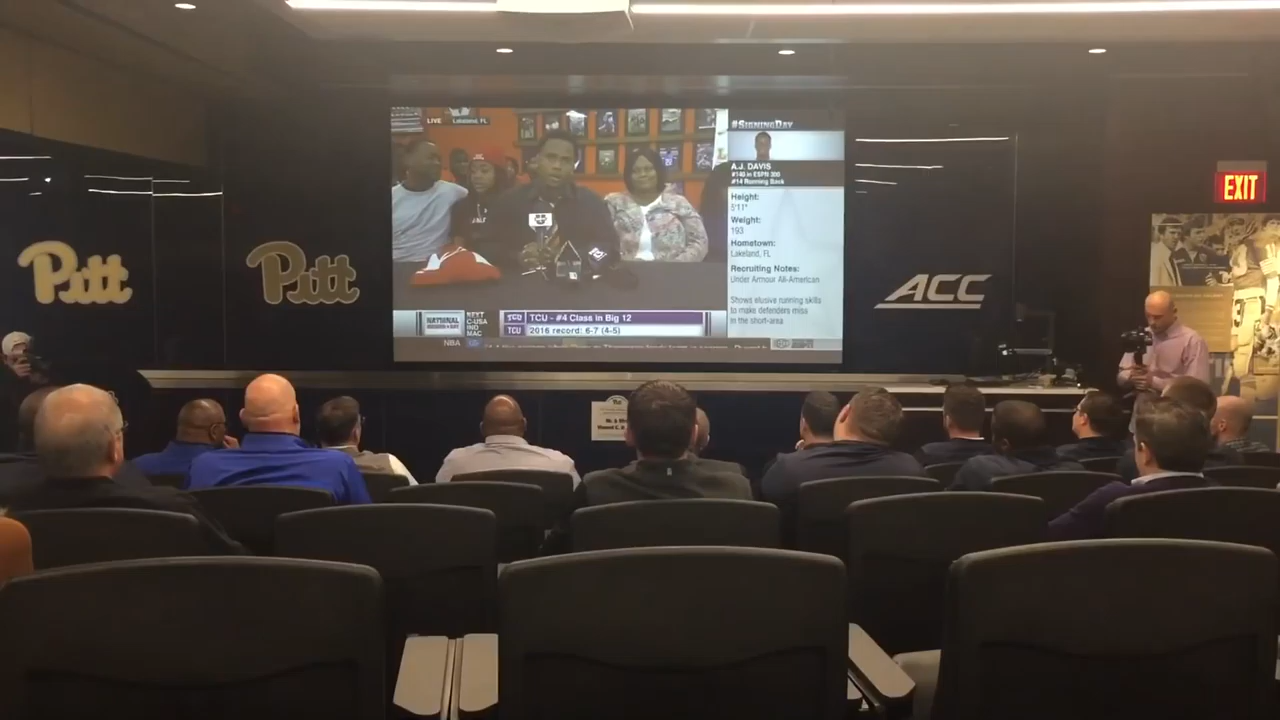 LIVE Lakeland, FL
#SIGNINGDAY
A.J. DAVIS
#140 in ESPN 300
#14 Running Back
Height:
5'11"
Weight:
193
Hometown:
Lakeland, FL
Recruiting Notes:
Under Armour All-American
Shows elusive running skills
to make defenders miss
in the short-area
NATIONAL
C-USA
IND
MAC
TCU TCU - #4 Class in Big 12
TCU 2016 record: 6-7 (4-5)
NBA
Pitt
Pitt
ACC
EXIT